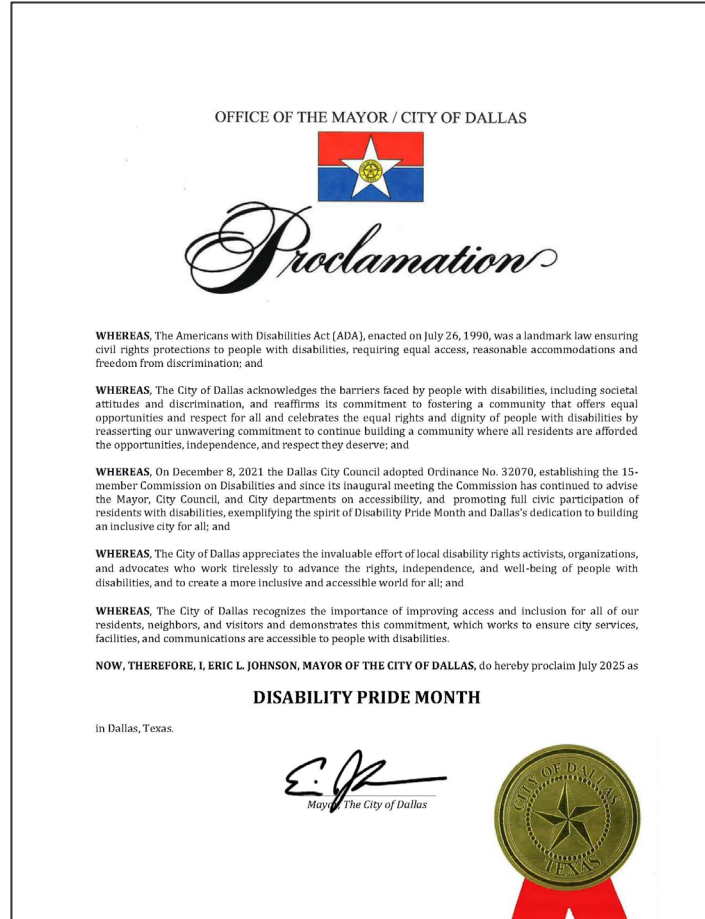 OFFICE OF THE MAYOR / CITY OF DALLAS
Proclamation
WHEREAS, The Americans with Disabilities Act (ADA), enacted on July 26, 1990, was a landmark law ensuring
civil rights protections to people with disabilities, requiring equal access, reasonable accommodations and
freedom from discrimination; and
WHEREAS, The City of Dallas acknowledges the barriers faced by people with disabilities, including societal
attitudes and discrimination, and reaffirms its commitment to fostering a community that offers equal
opportunities and respect for all and celebrates the equal rights and dignity of people with disabilities by
reasserting our unwavering commitment to continue building a community where all residents are afforded
the opportunities, independence, and respect they deserve; and
WHEREAS, On December 8, 2021 the Dallas City Council adopted Ordinance No. 32070, establishing the 15-
member Commission on Disabilities and since its inaugural meeting the Commission has continued to advise
the Mayor, City Council, and City departments on accessibility, and promoting full civic participation of
residents with disabilities, exemplifying the spirit of Disability Pride Month and Dallas's dedication to building
an inclusive city for all; and
WHEREAS, The City of Dallas appreciates the invaluable effort of local disability rights activists, organizations,
and advocates who work tirelessly to advance the rights, independence, and well-being of people with
disabilities, and to create a more inclusive and accessible world for all; and
WHEREAS, The City of Dallas recognizes the importance of improving access and inclusion for all of our
residents, neighbors, and visitors and demonstrates this commitment, which works to ensure city services,
facilities, and communications are accessible to people with disabilities.
NOW, THEREFORE, I, ERIC L. JOHNSON, MAYOR OF THE CITY OF DALLAS, do hereby proclaim July 2025 as
DISABILITY PRIDE MONTH
in Dallas, Texas.
Mayor, The City of Dallas
CITY OF DALLAS
TEXAS